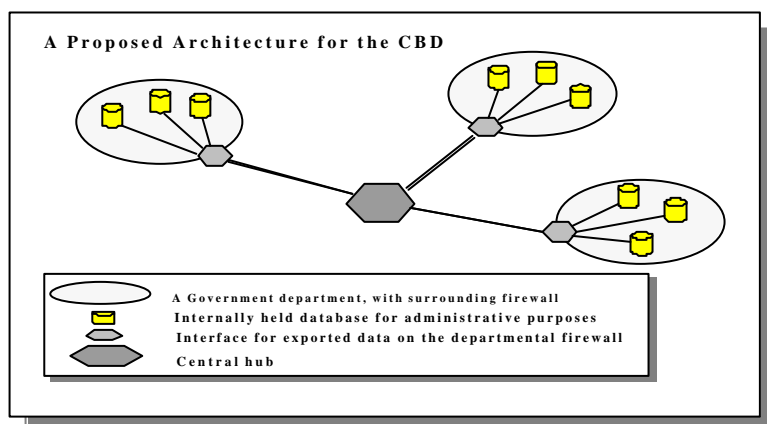 A Proposed Architecture for the CBD
A Government department, with surrounding firewall
Internally held database for administrative purposes
Interface for exported data on the departmental firewall
Central hub